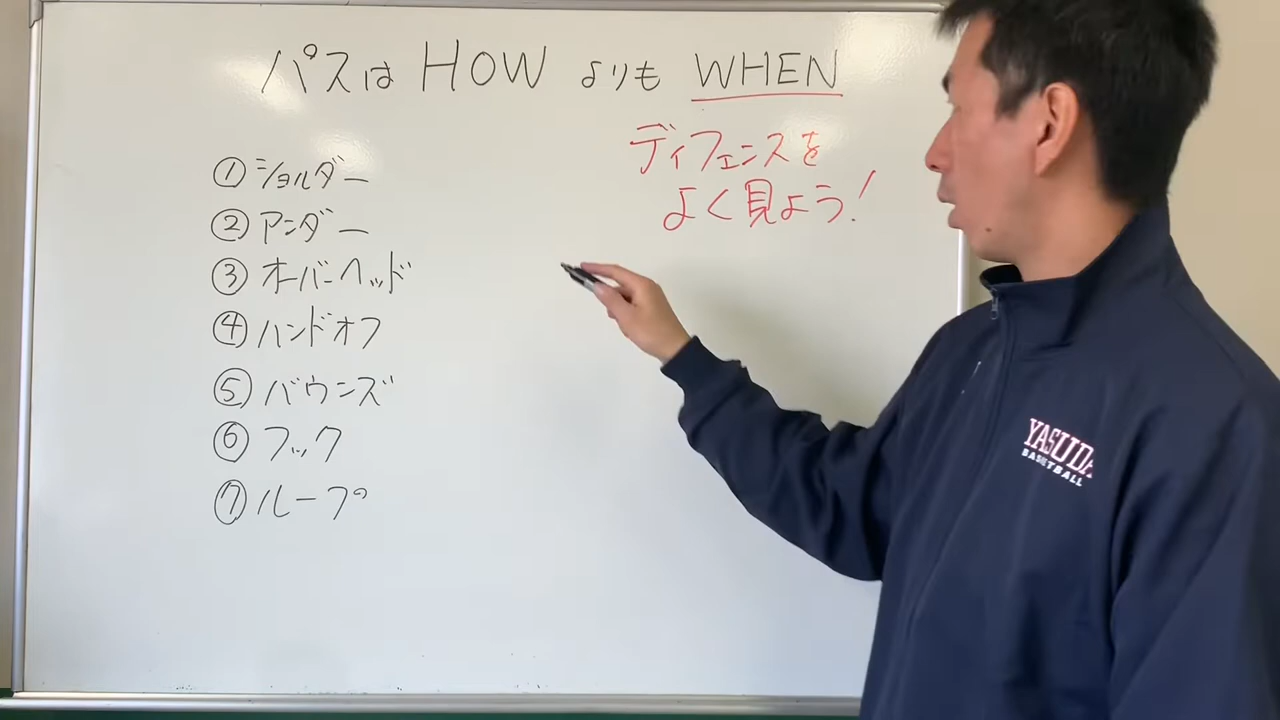 パスは HOW よりも WHEN
ディフェンスを
よく見よう!
① ショルダー
② アンダー
③ オーバーヘッド
④ ハンドオフ
⑤ バウンズ
⑥ フック
⑦ ループ
YASUDA
BASKETBALL